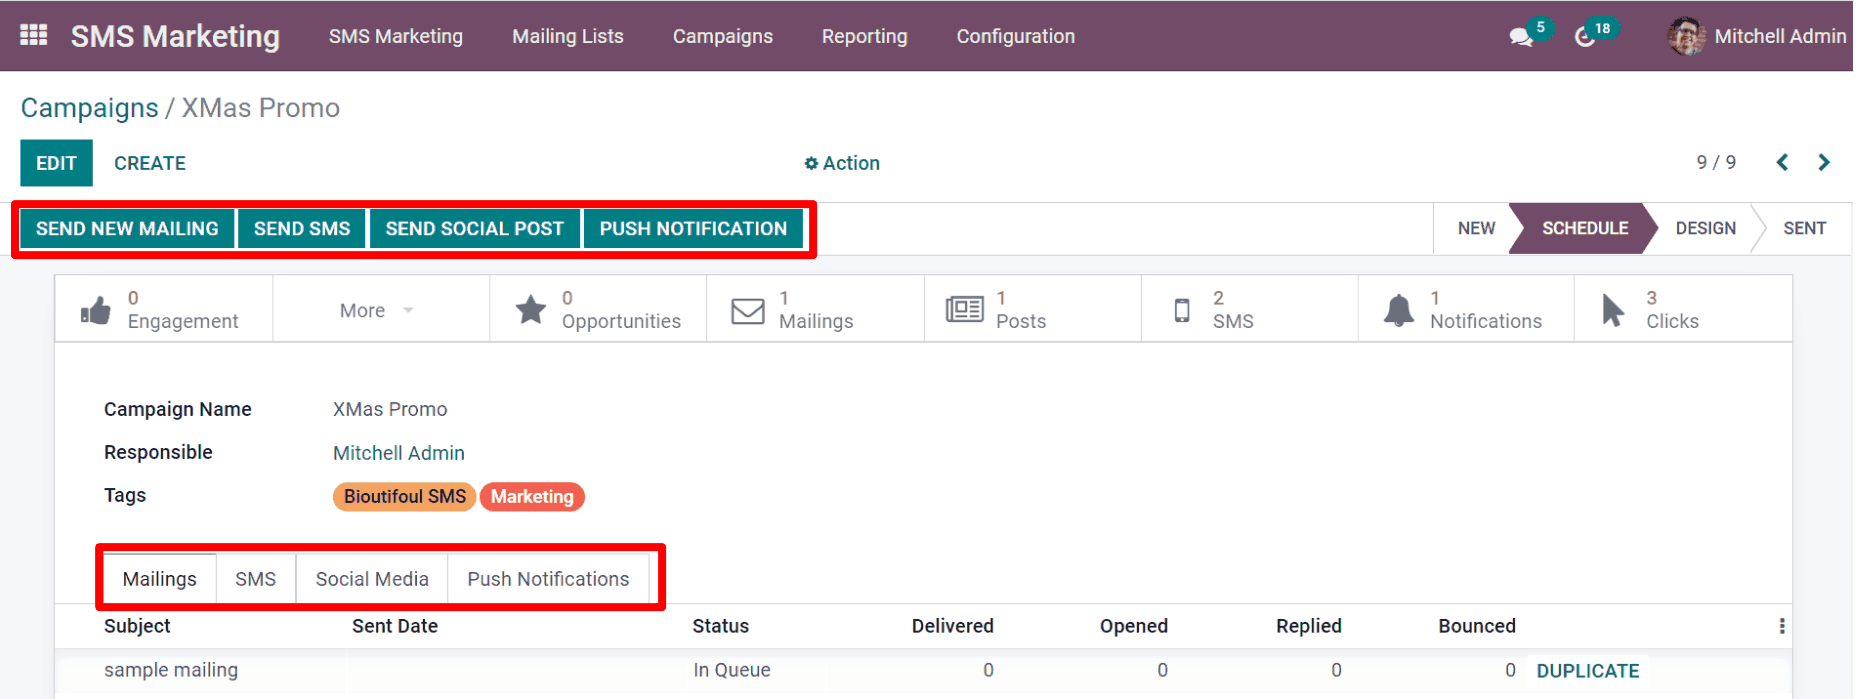 SMS Marketing SMS Marketing Mailing Lists Campaigns Reporting Configuration 5 18 Mitchell Admin
Campaigns / XMas Promo
EDIT CREATE Action 9 / 9
SEND NEW MAILING SEND SMS SEND SOCIAL POST PUSH NOTIFICATION NEW SCHEDULE DESIGN SENT
0 0 1 1 2 1 3
Engagement More Opportunities Mailings Posts SMS Notifications Clicks
Campaign Name XMas Promo
Responsible Mitchell Admin
Tags Bioutifoul SMS Marketing
Mailings SMS Social Media Push Notifications
Subject Sent Date Status Delivered Opened Replied Bounced
sample mailing In Queue 0 0 0 0 DUPLICATE